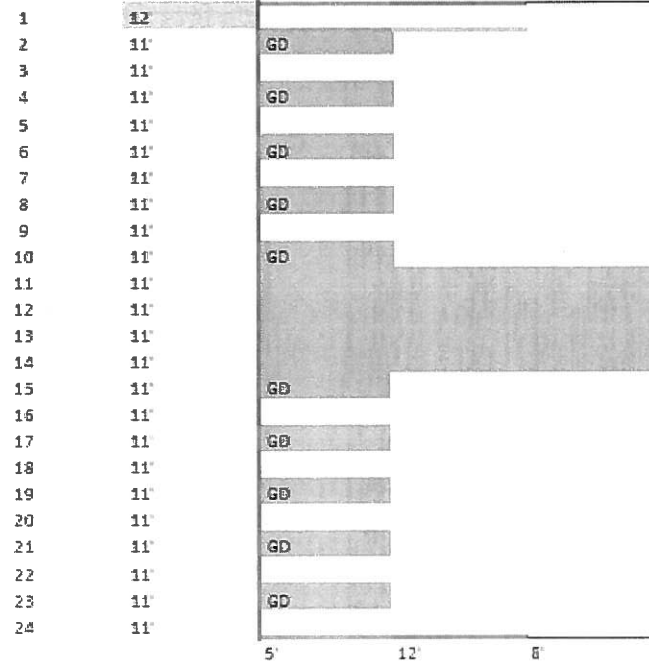 1 12
2 11" GD
3 11"
4 11" GD
5 11"
6 11" GD
7 11"
8 11" GD
9 11"
10 11" GD
11 11"
12 11"
13 11"
14 11"
15 11" GD
16 11"
17 11" GD
18 11"
19 11" GD
20 11"
21 11" GD
22 11"
23 11" GD
24 11"
5' 12' 8'